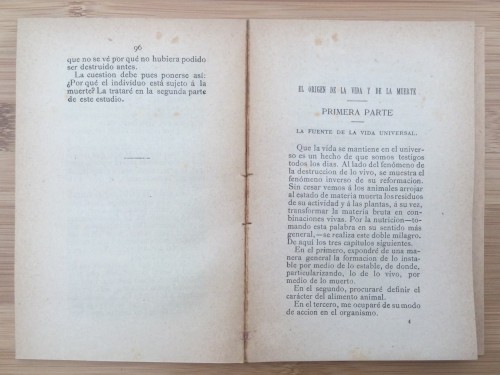 96
que no se vé por qué no hubiera podido
ser destruido antes.
La cuestion debe pues ponerse asi:
¿Por qué el individuo está sujeto á la
muerte? La trataré en la segunda parte
de este estudio.
EL ORIGEN DE LA VIDA Y DE LA MUERTE
PRIMERA PARTE
LA FUENTE DE LA VIDA UNIVERSAL.
Que la vida se mantiene en el univer-
so es un hecho de que somos testigos
todos los dias. Al lado del fenómeno de
la destruccion de lo vivo, se muestra el
fenómeno inverso de su reformacion.
Sin cesar vemos á los animales arrojar
al estado de materia muerta los residuos
de su actividad y á las plantas, á su vez,
transformar la materia bruta en com-
binaciones vivas. Por la nutricion—tomando
esta palabra en su sentido más
general,—se realiza este doble milagro.
De aquí los tres capítulos siguientes.
En el primero, expondré de una ma-
nera general la formacion de lo instable
por medio de lo estable, de donde,
particularizando, lo de lo vivo, por
medio de lo muerto.
En el segundo, procuraré definir el
carácter del alimento animal.
En el tercero, me ocuparé de su modo
de accion en el organismo.
4